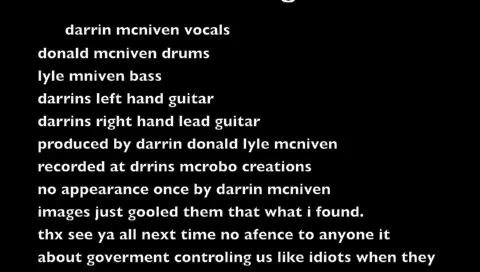 darrin mcniven vocals
donald mcniven drums
lyle mniven bass
darrins left hand guitar
darrins right hand lead guitar
produced by darrin donald lyle mcniven
recorded at drrins mcrobo creations
no appearance once by darrin mcniven
images just gooled them that what i found.
thx see ya all next time no afence to anyone it
about goverment controling us like idiots when they